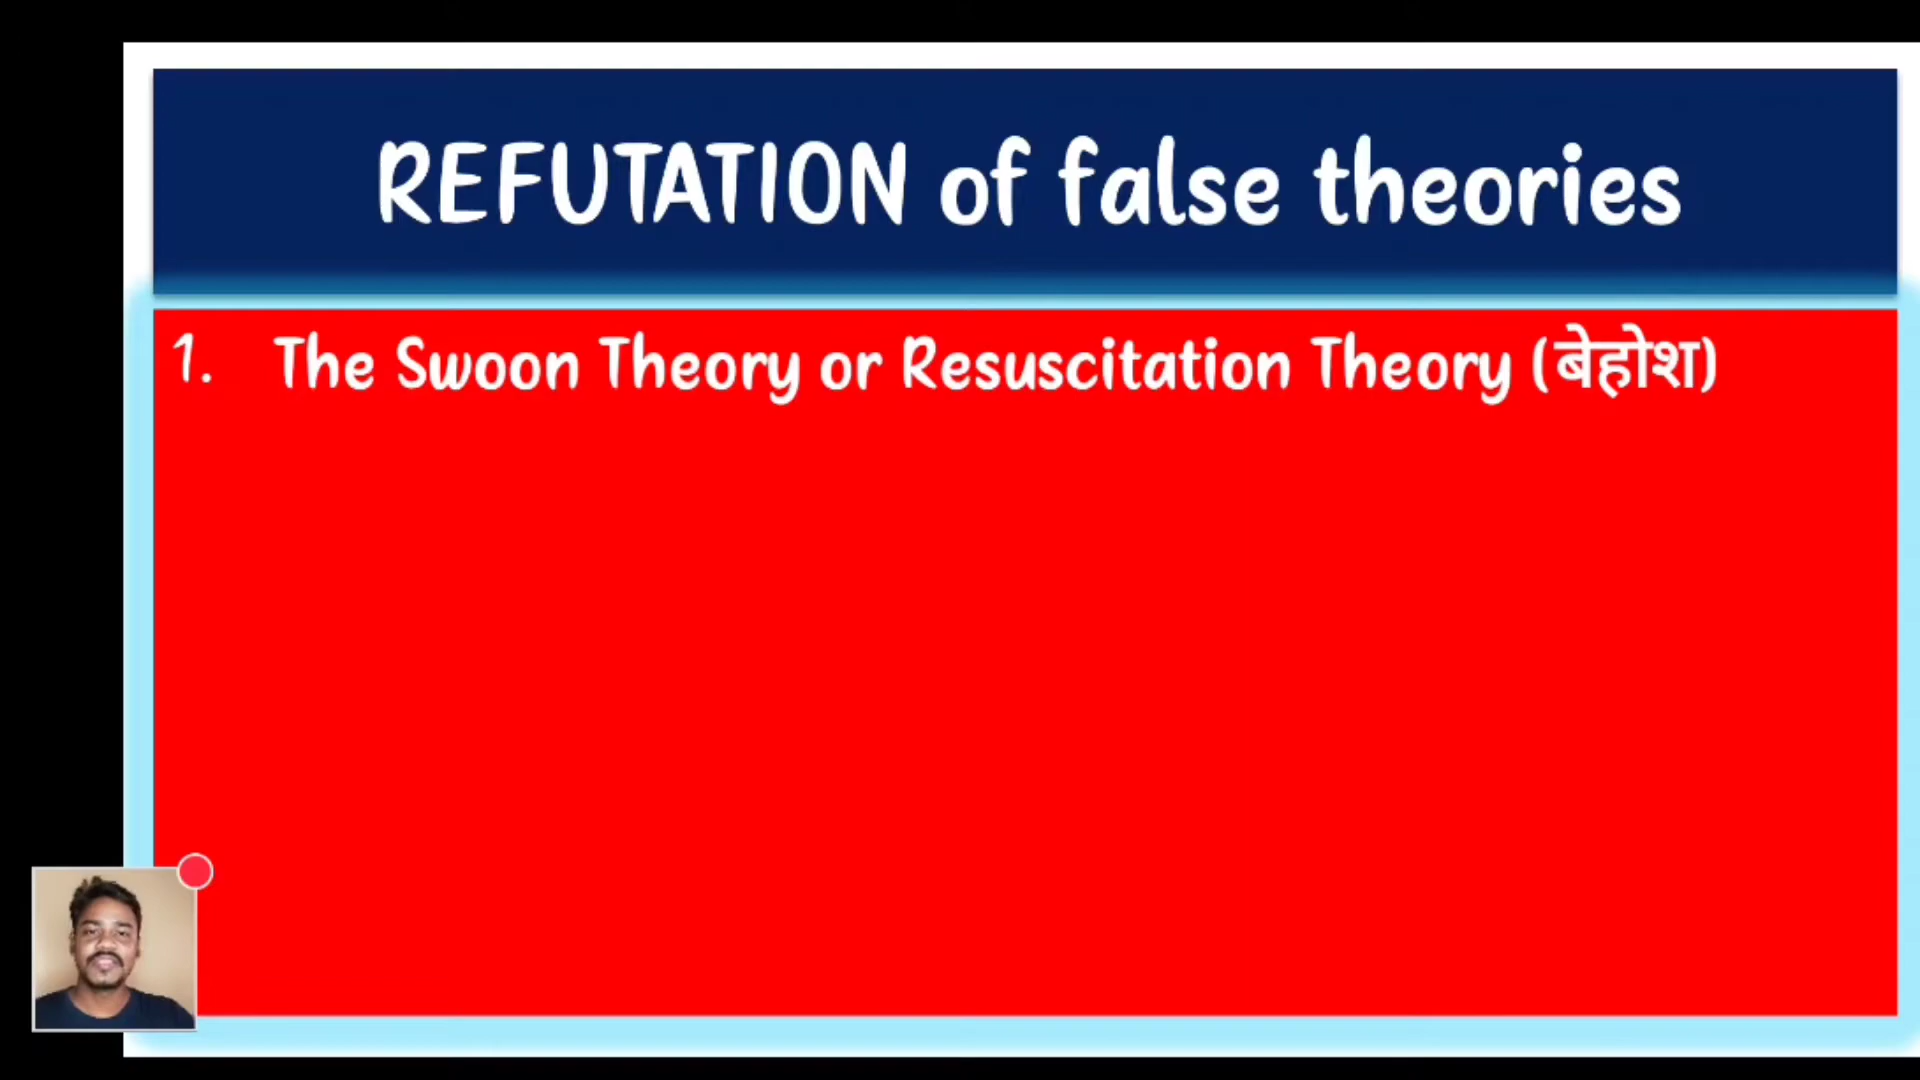 REFUTATION of false theories
1. The Swoon Theory or Resuscitation Theory (बेहोश)